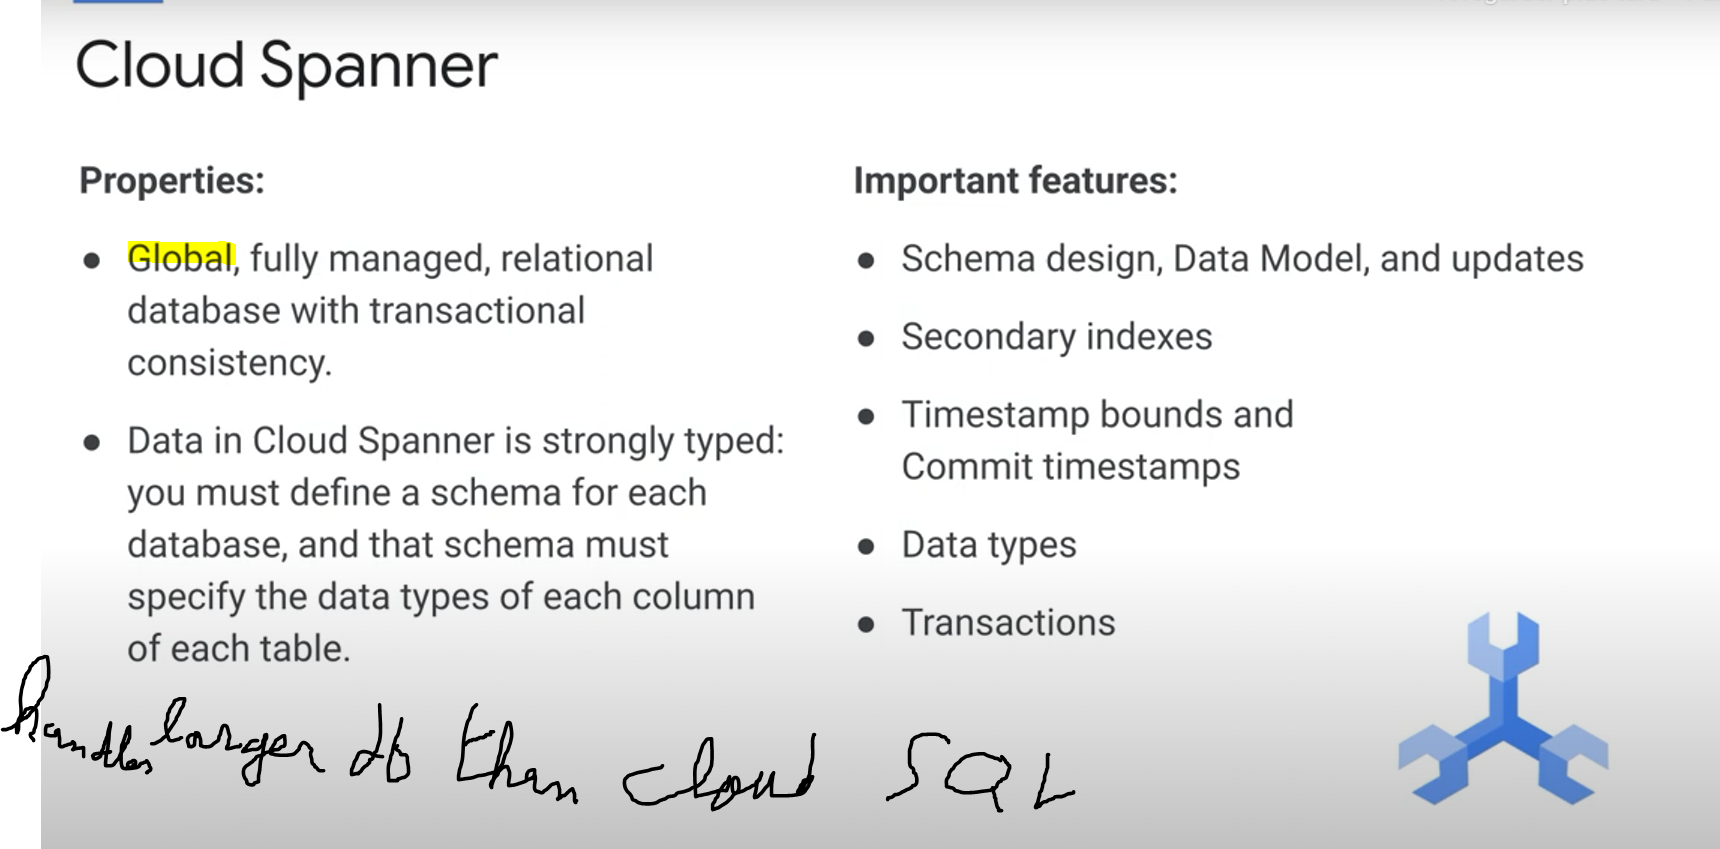 Cloud Spanner
Properties:
● Global, fully managed, relational
database with transactional
consistency.
● Data in Cloud Spanner is strongly typed:
you must define a schema for each
database, and that schema must
specify the data types of each column
of each table.
Important features:
● Schema design, Data Model, and updates
● Secondary indexes
● Timestamp bounds and
Commit timestamps
● Data types
● Transactions
handles larger db than cloud SQL